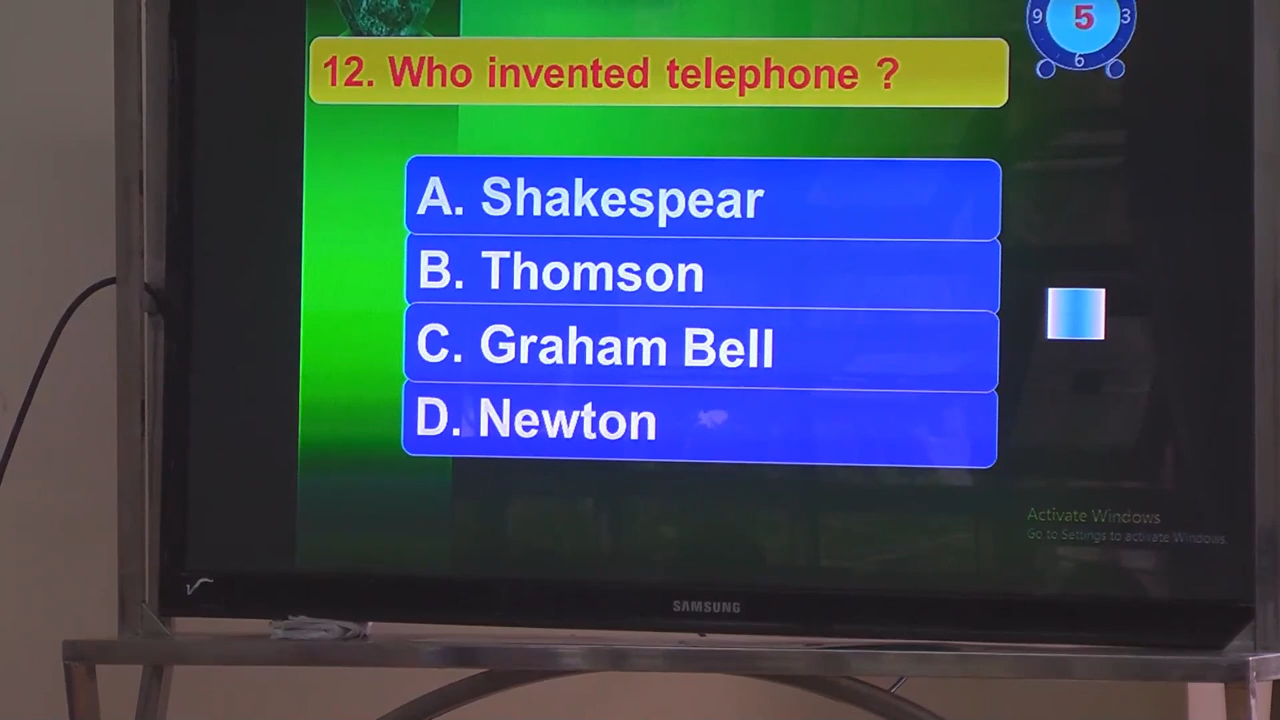 9 5 3
6
12. Who invented telephone ?
A. Shakespear
B. Thomson
C. Graham Bell
D. Newton
Activate Windows
Go to Settings to activate Windows.
SAMSUNG